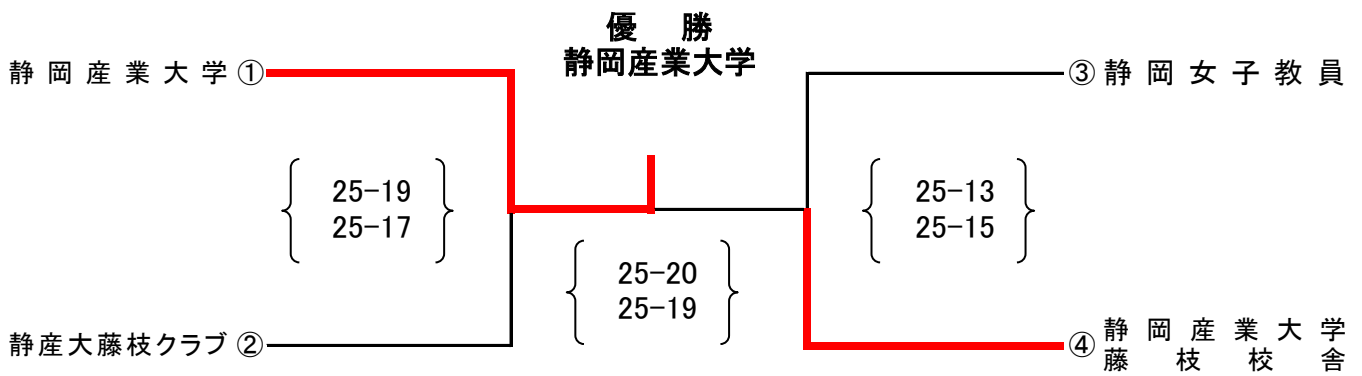 優 勝
静岡産業大学
静岡産業大学 ①
③ 静岡女子教員
25-19
25-17
25-13
25-15
25-20
25-19
静産大藤枝クラブ ②
④ 静岡産業大学
藤枝校舎